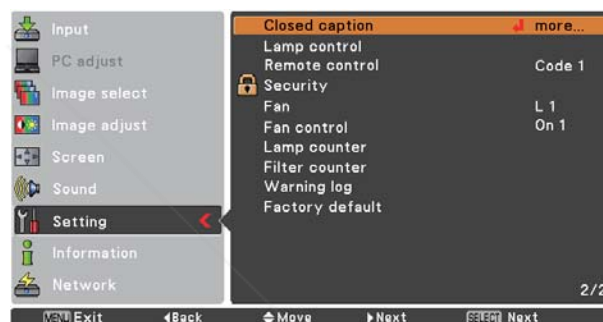 Input
PC adjust
Image select
Image adjust
Screen
Sound
Setting
Information
Network
Closed caption more...
Lamp control
Remote control Code 1
Security
Fan L 1
Fan control On 1
Lamp counter
Filter counter
Warning log
Factory default
2/2
MENU Exit Back Move Next SELECT Next